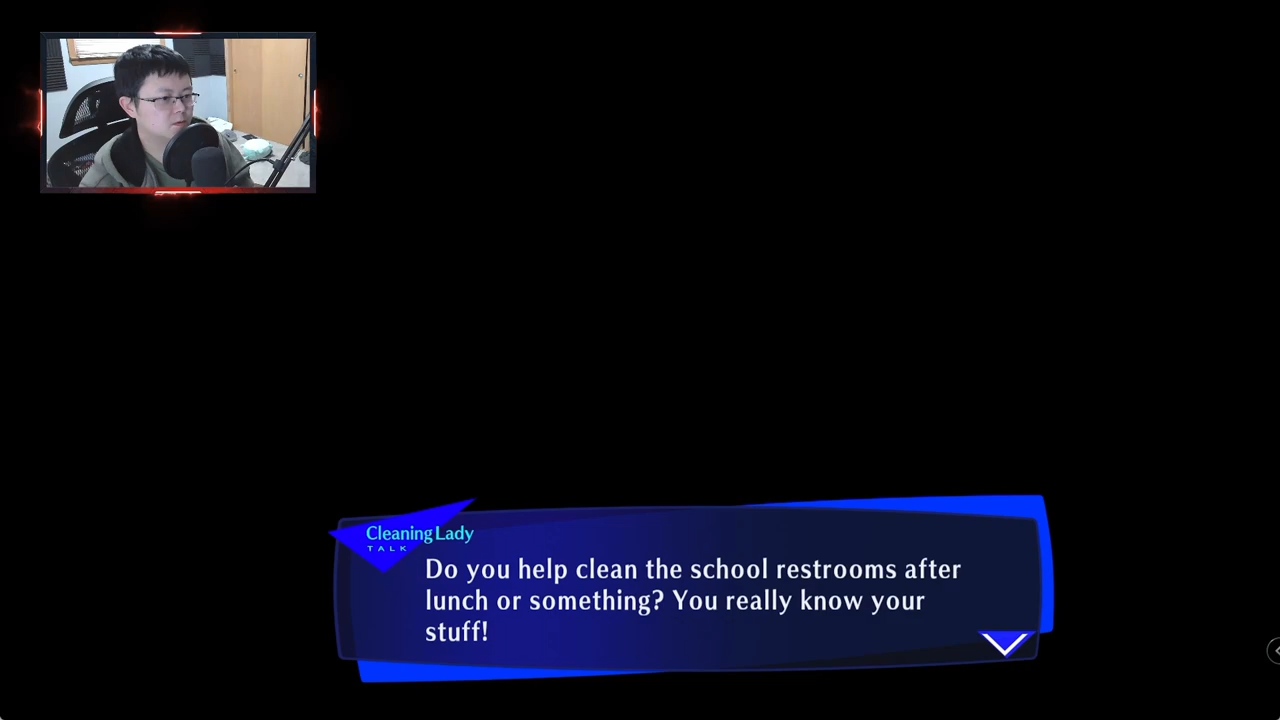 Cleaning Lady
TALK
Do you help clean the school restrooms after
lunch or something? You really know your
stuff!